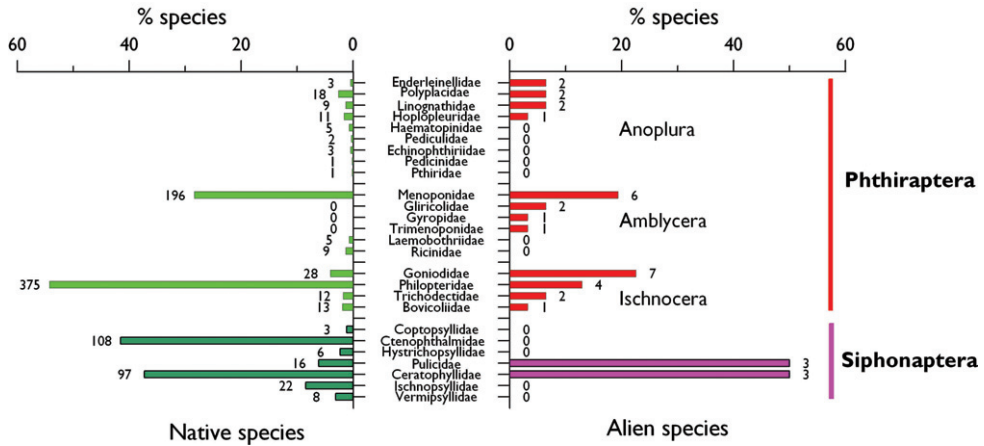 % species % species
60 40 20 0 0 20 40 60
3 Enderleinellidae 2
18 Polyplacidae 2
9 Linognathidae 2
11 Hoplopleuridae 1
5 Haematopinidae 0
Anoplura
2 Pediculidae 0
3 Echinophthiriidae 0
1 Pedicinidae 0
1 Pthiridae 0
Phthiraptera
196 Menoponidae 6
0 Gliricolidae 2
0 Gyropidae 1
Amblycera
0 Trimenoponidae 1
5 Laemobothriidae 0
9 Ricinidae 0
28 Goniodidae 7
375 Philopteridae 4
12 Trichodectidae 2
Ischnocera
13 Bovicoliidae 1
3 Coptopsyllidae 0
108 Ctenophthalmidae 0
6 Hystrichopsyllidae 0
16 Pulicidae 3
Siphonaptera
97 Ceratophyllidae 3
22 Ischnopsyllidae 0
8 Vermipsyllidae 0
Native species Alien species